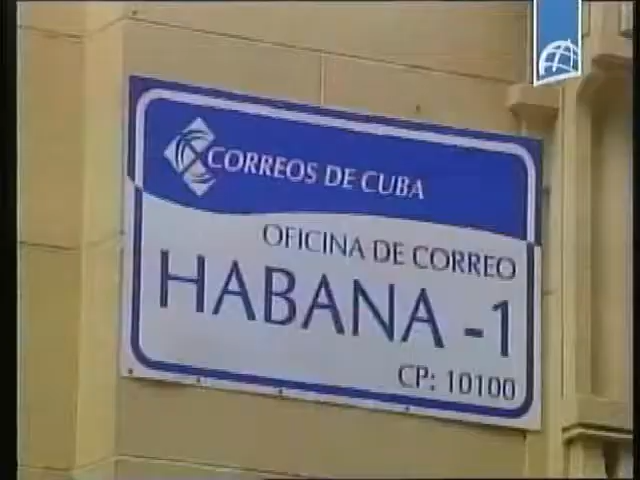 CORREOS DE CUBA
OFICINA DE CORREO
HABANA -1
CP: 10100